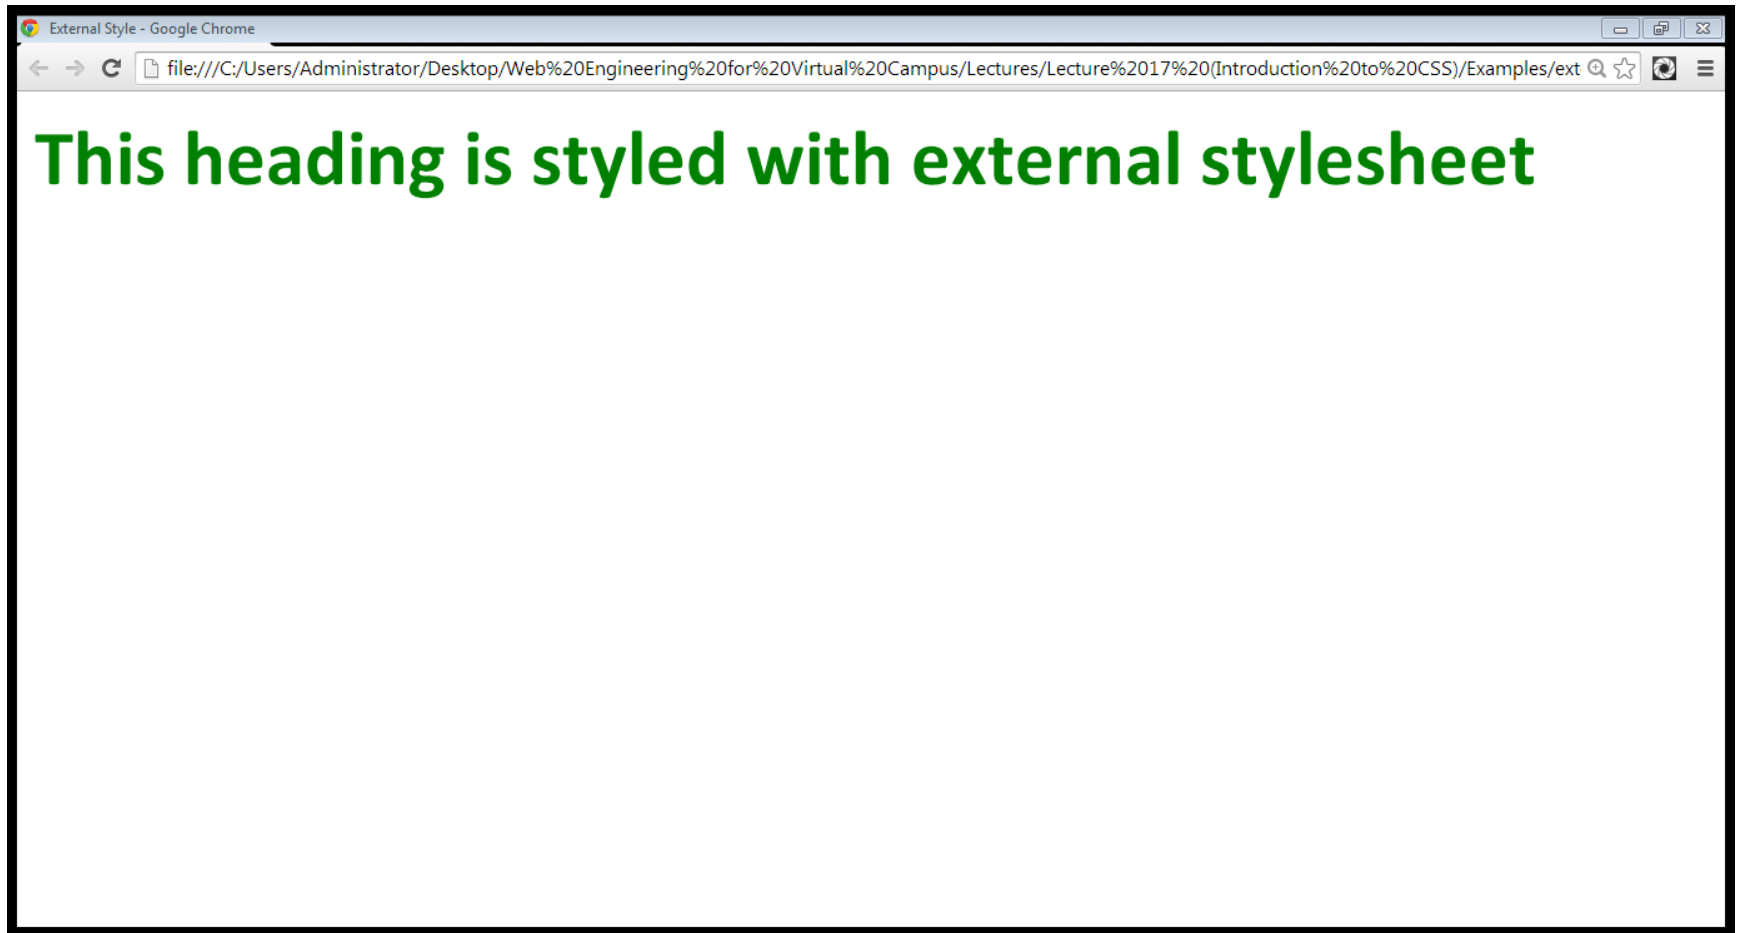 External Style - Google Chrome
file:///C:/Users/Administrator/Desktop/Web%20Engineering%20for%20Virtual%20Campus/Lectures/Lecture%2017%20(Introduction%20to%20CSS)/Examples/ext
This heading is styled with external stylesheet